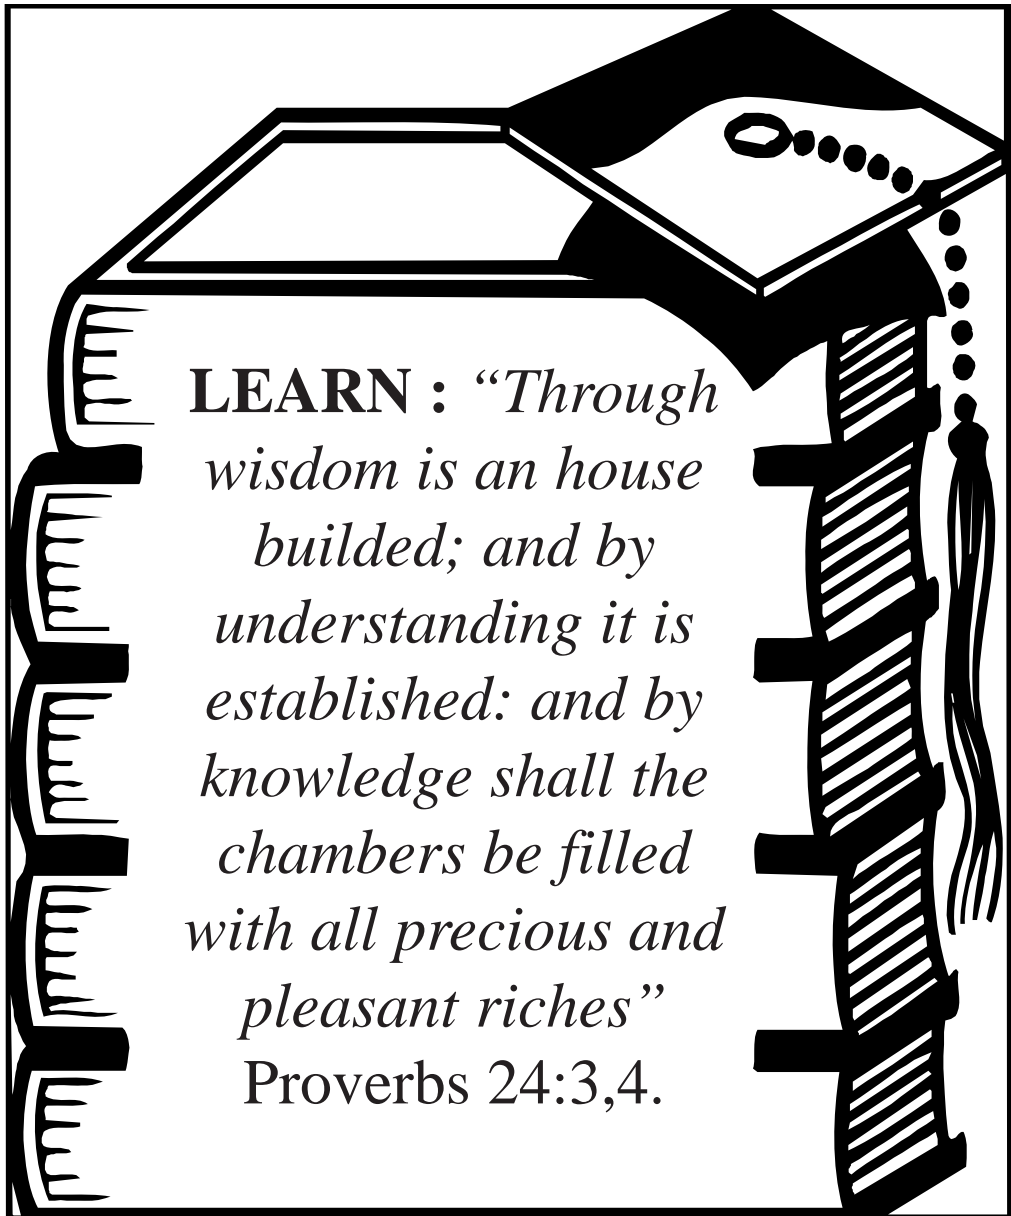 LEARN : “Through
wisdom is an house
builded; and by
understanding it is
established: and by
knowledge shall the
chambers be filled
with all precious and
pleasant riches”
Proverbs 24:3,4.